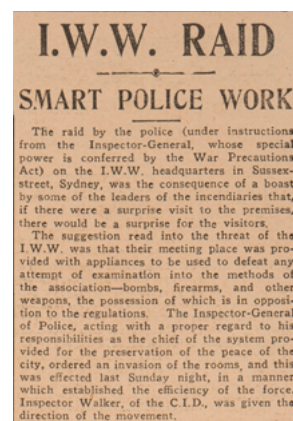 I.W.W. RAID
SMART POLICE WORK
The raid by the police (under instructions
from the Inspector-General, whose special
power is conferred by the War Precautions
Act) on the I.W.W. headquarters in Sussex-
street, Sydney, was the consequence of a boast
by some of the leaders of the incendiaries that,
if there were a surprise visit to the premises,
there would be a surprise for the visitors.
The suggestion read into the threat of the
I.W.W. was that their meeting place was pro-
vided with appliances to be used to defeat any
attempt of examination into the methods of
the association—bombs, firearms, and other
weapons, the possession of which is in opposi-
tion to the regulations. The Inspector-General
of Police, acting with a proper regard to his
responsibilities as the chief of the system pro-
vided for the preservation of the peace of the
city, ordered an invasion of the rooms, and this
was effected last Sunday night, in a manner
which established the efficiency of the force.
Inspector Walker, of the C.I.D., was given the
direction of the movement.